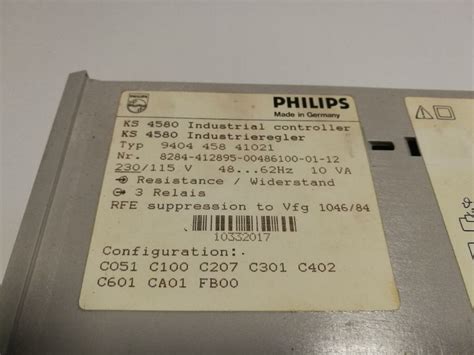 PHILIPS
PHILIPS
Made in Germany
KS 4580 Industrial controller
KS 4580 Industrieregler
Typ 9404 458 41021
Nr. 8284-412895-00486100-01-12
230/115 V 48...62Hz 10 VA
Resistance / Widerstand
3 Relais
RFE suppression to Vfg 1046/84
10332017
Configuration:.
C051 C100 C207 C301 C402
C601 CA01 FB00